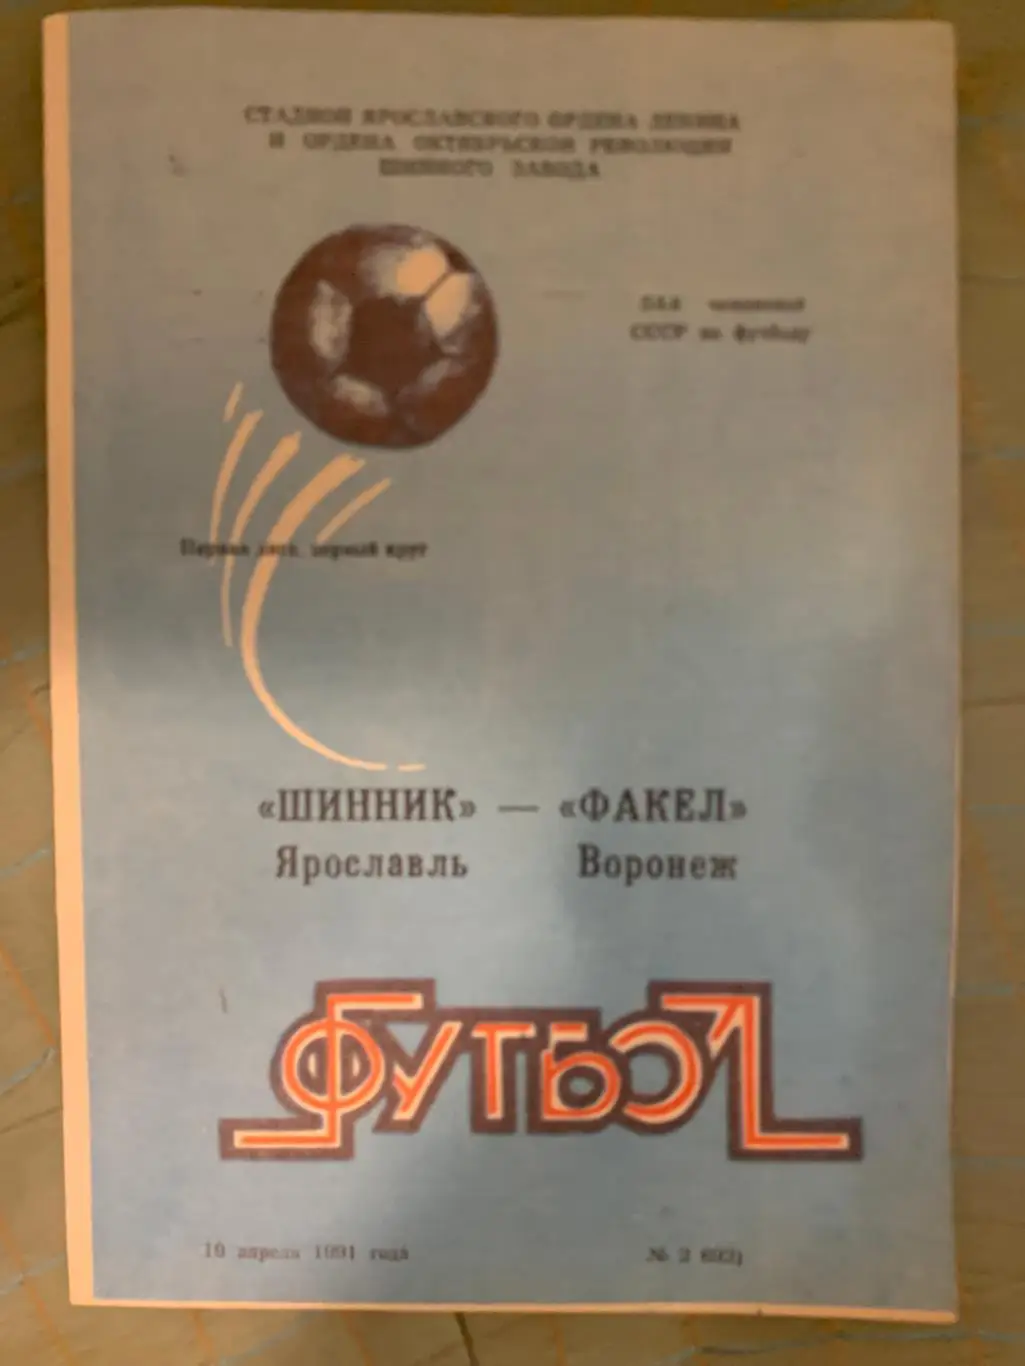 СТАДИОН ЯРОСЛАВСКОГО ОРДЕНА ЛЕНИНА
И ОРДЕНА ОКТЯБРЬСКОЙ РЕВОЛЮЦИИ
ШИННОГО ЗАВОДА
чемпионат
СССР по футболу
Первая лига, первый круг
«ШИННИК» — «ФАКЕЛ»
Ярославль Воронеж
ФУТБОЛ
10 апреля 1991 года
№ 2